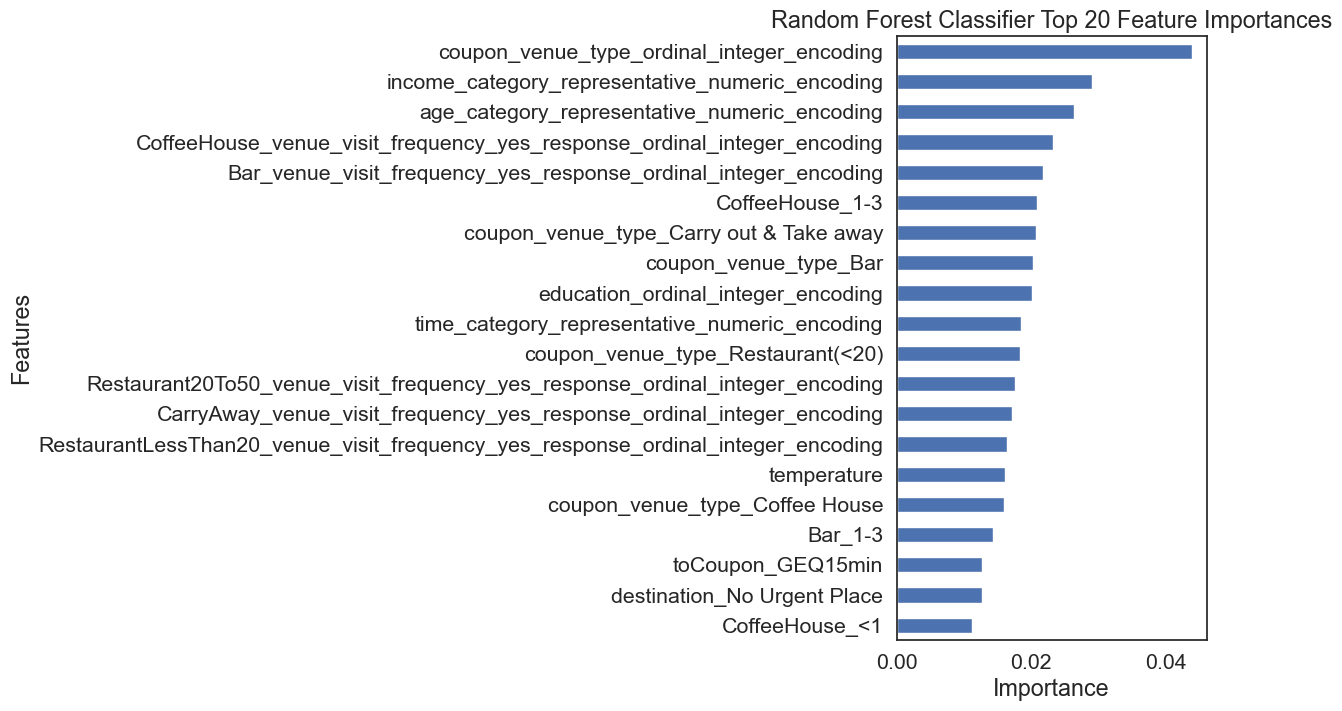 Random Forest Classifier Top 20 Feature Importances
coupon_venue_type_ordinal_integer_encoding
income_category_representative_numeric_encoding
age_category_representative_numeric_encoding
CoffeeHouse_venue_visit_frequency_yes_response_ordinal_integer_encoding
Bar_venue_visit_frequency_yes_response_ordinal_integer_encoding
CoffeeHouse_1-3
coupon_venue_type_Carry out & Take away
coupon_venue_type_Bar
education_ordinal_integer_encoding
time_category_representative_numeric_encoding
coupon_venue_type_Restaurant(<20)
Restaurant20To50_venue_visit_frequency_yes_response_ordinal_integer_encoding
CarryAway_venue_visit_frequency_yes_response_ordinal_integer_encoding
RestaurantLessThan20_venue_visit_frequency_yes_response_ordinal_integer_encoding
temperature
coupon_venue_type_Coffee House
Bar_1-3
toCoupon_GEQ15min
destination_No Urgent Place
CoffeeHouse_<1
Features
0.00 0.02 0.04
Importance